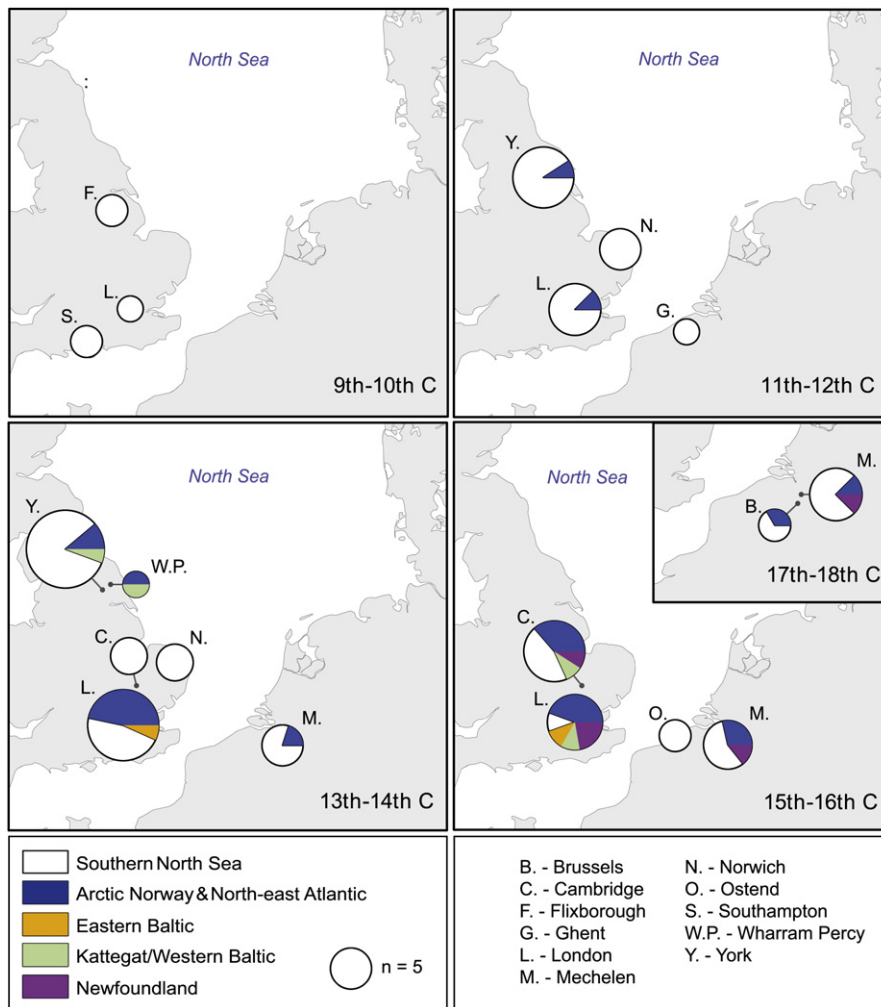 North Sea
F.
L.
S.
9th-10th C
North Sea
Y.
N.
L.
G.
11th-12th C
North Sea
Y.
W.P.
C.
N.
L.
M.
13th-14th C
M.
B.
17th-18th C
North Sea
C.
L.
O.
M.
15th-16th C
Southern North Sea
Arctic Norway & North-east Atlantic
Eastern Baltic
Kattegat/Western Baltic
Newfoundland
n = 5
B. - Brussels
C. - Cambridge
F. - Flixborough
G. - Ghent
L. - London
M. - Mechelen
N. - Norwich
O. - Ostend
S. - Southampton
W.P. - Wharram Percy
Y. - York